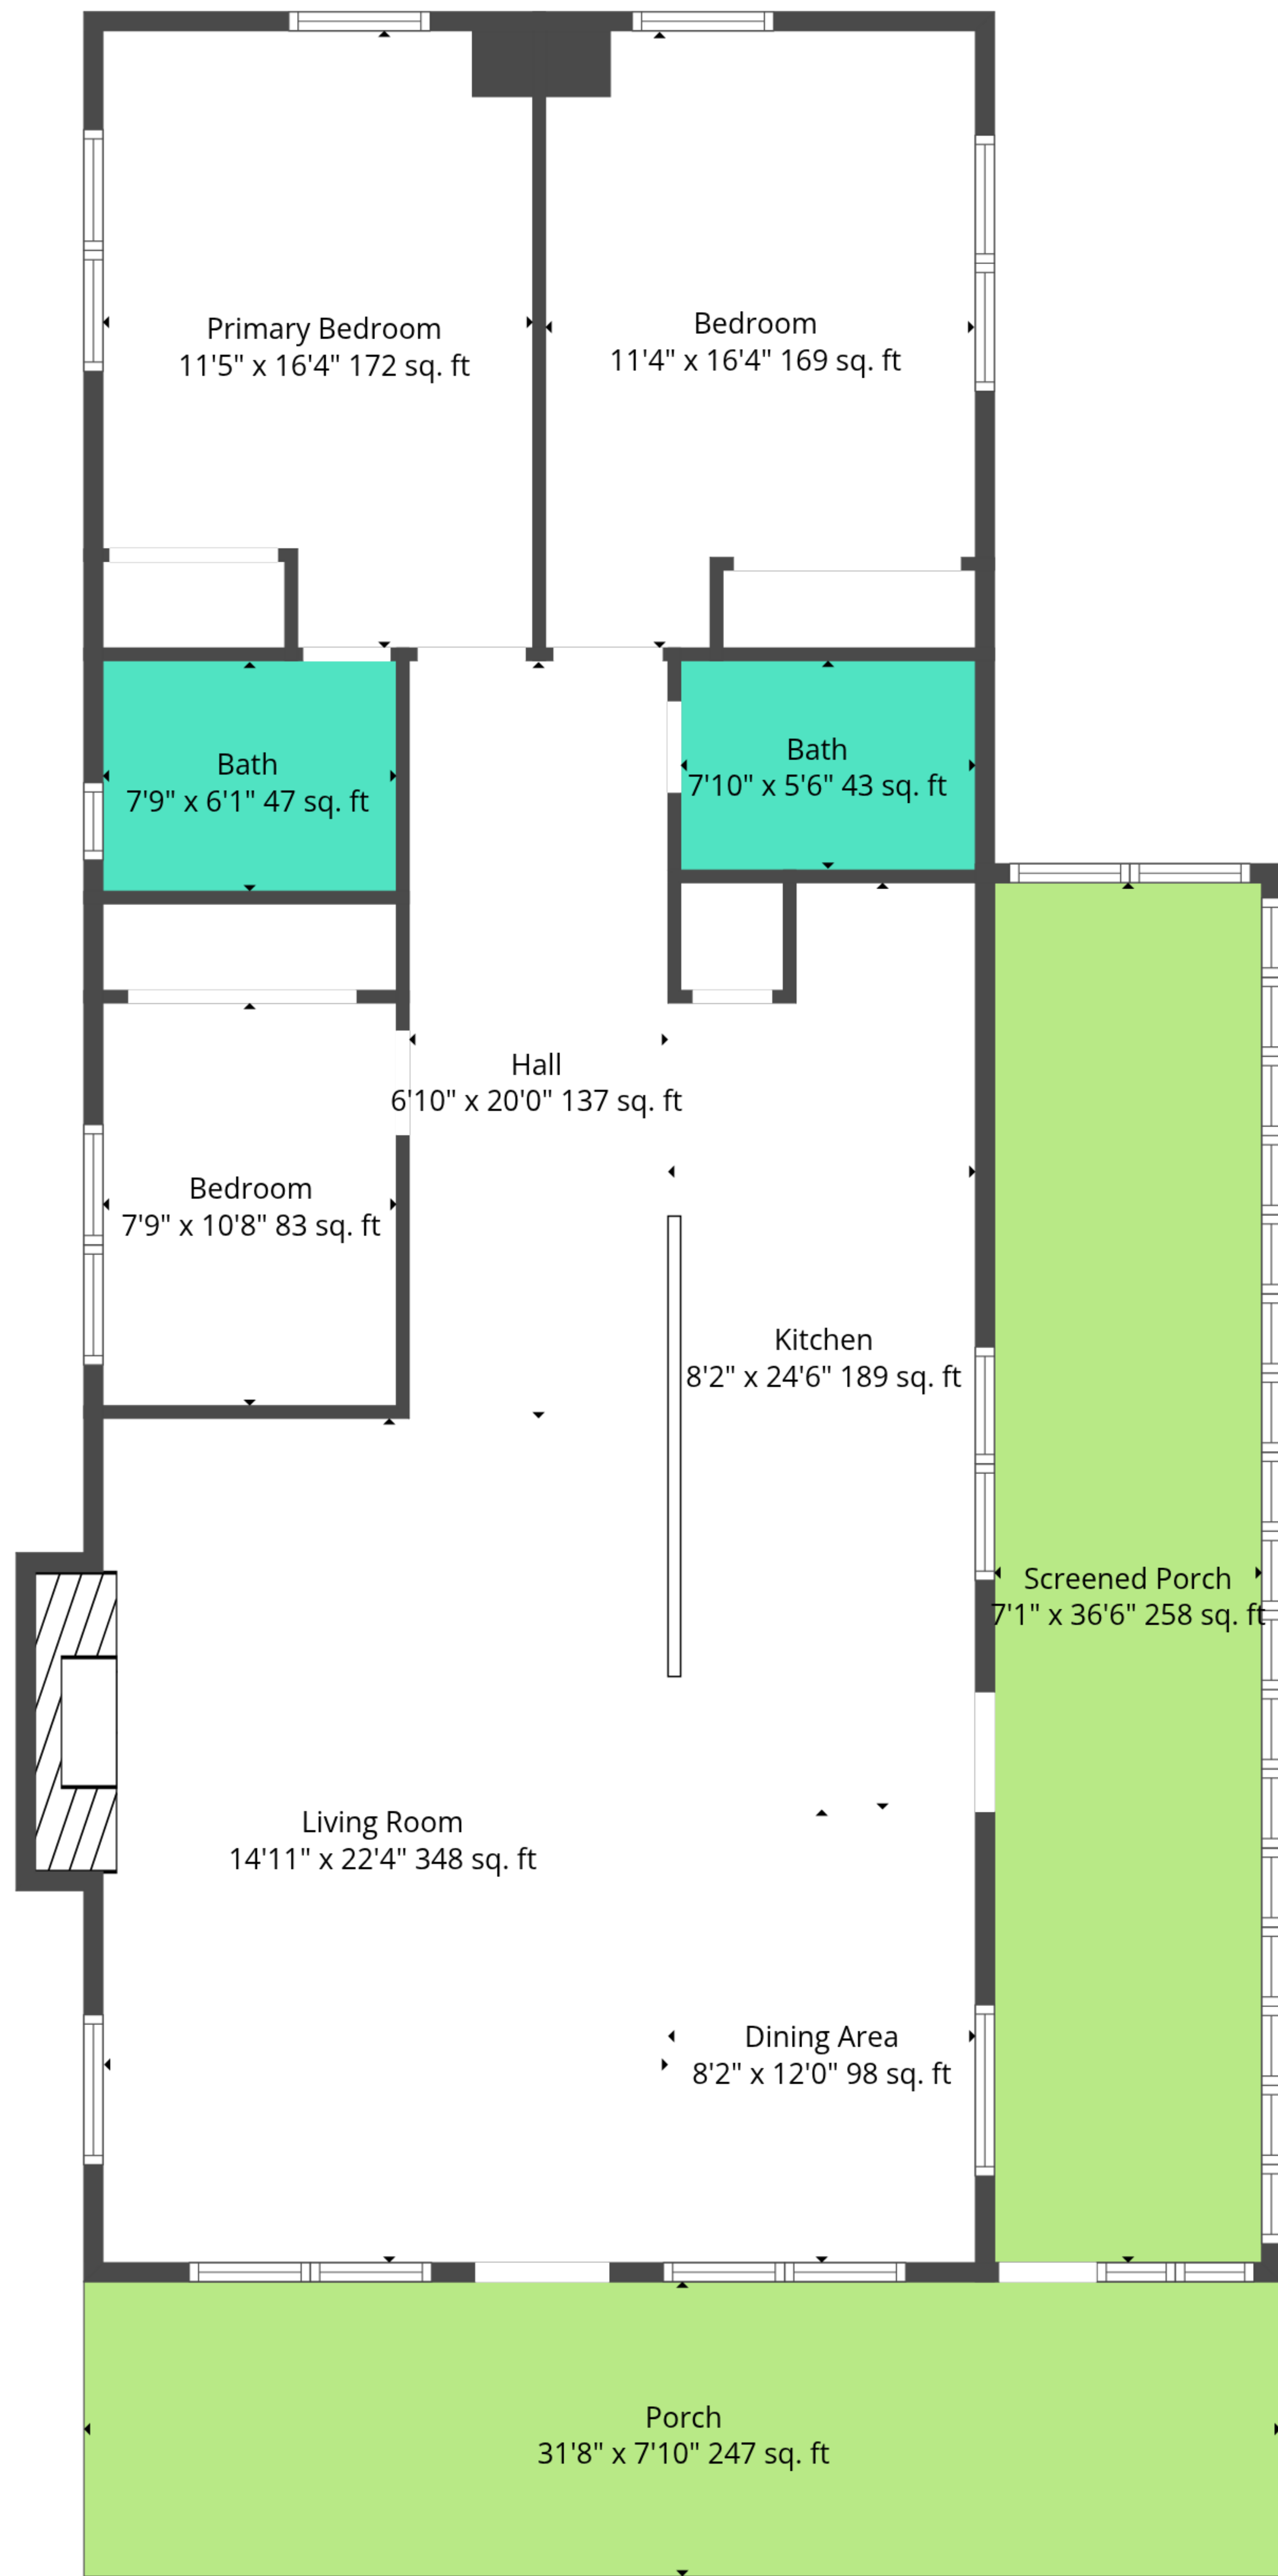 Primary Bedroom
11'5" x 16'4" 172 sq. ft
Bedroom
11'4" x 16'4" 169 sq. ft
Bath
7'9" x 6'1" 47 sq. ft
Bath
7'10" x 5'6" 43 sq. ft
Hall
6'10" x 20'0" 137 sq. ft
Bedroom
7'9" x 10'8" 83 sq. ft
Kitchen
8'2" x 24'6" 189 sq. ft
Screened Porch
7'1" x 36'6" 258 sq. ft
Living Room
14'11" x 22'4" 348 sq. ft
Dining Area
8'2" x 12'0" 98 sq. ft
Porch
31'8" x 7'10" 247 sq. ft